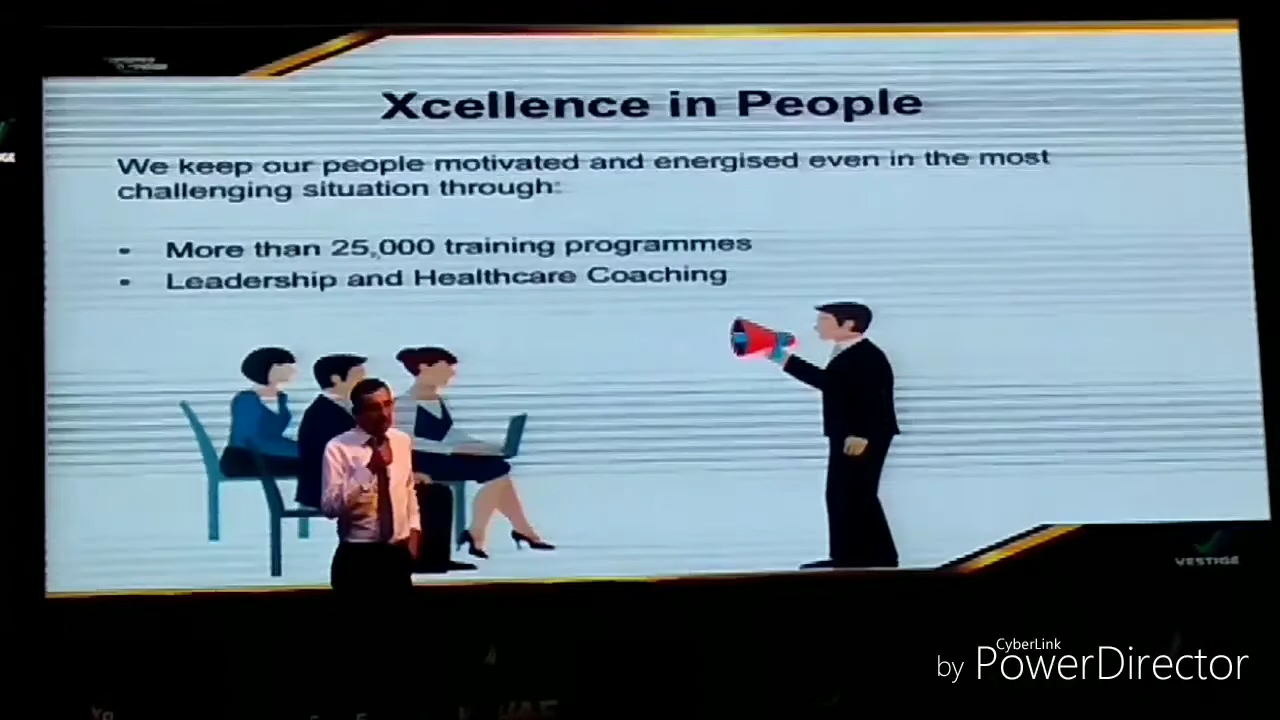 Xcellence in People
We keep our people motivated and energised even in the most
challenging situation through:
• More than 25,000 training programmes
• Leadership and Healthcare Coaching
VESTIGE
CyberLink
by PowerDirector